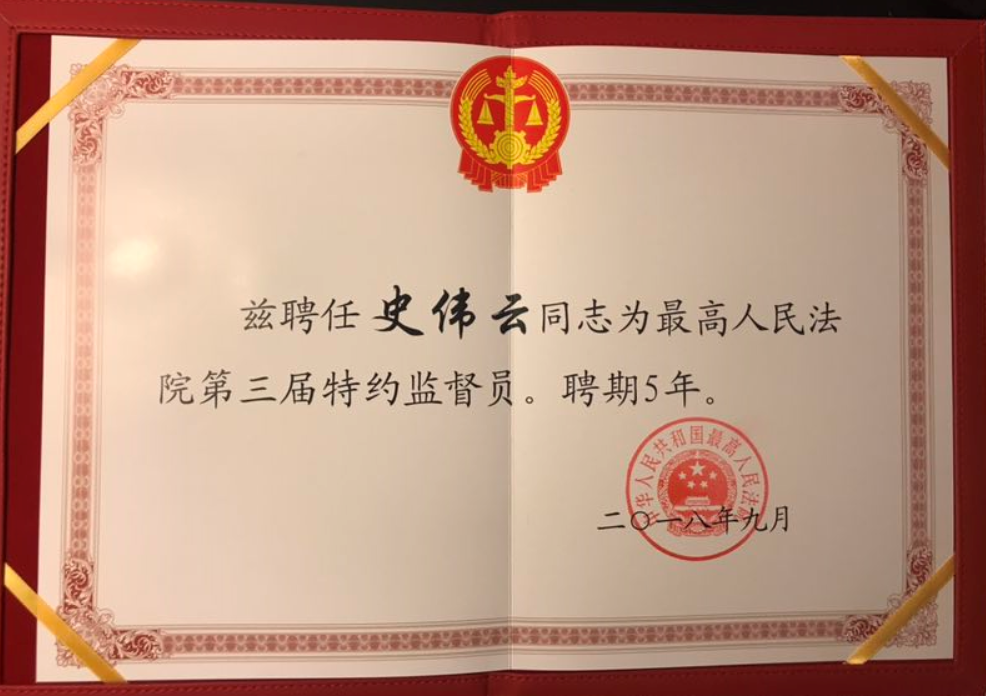 兹聘任史伟云同志为最高人民法
院第三届特约监督员。聘期5年。
中华人民共和国最高人民法院
二〇一八年九月